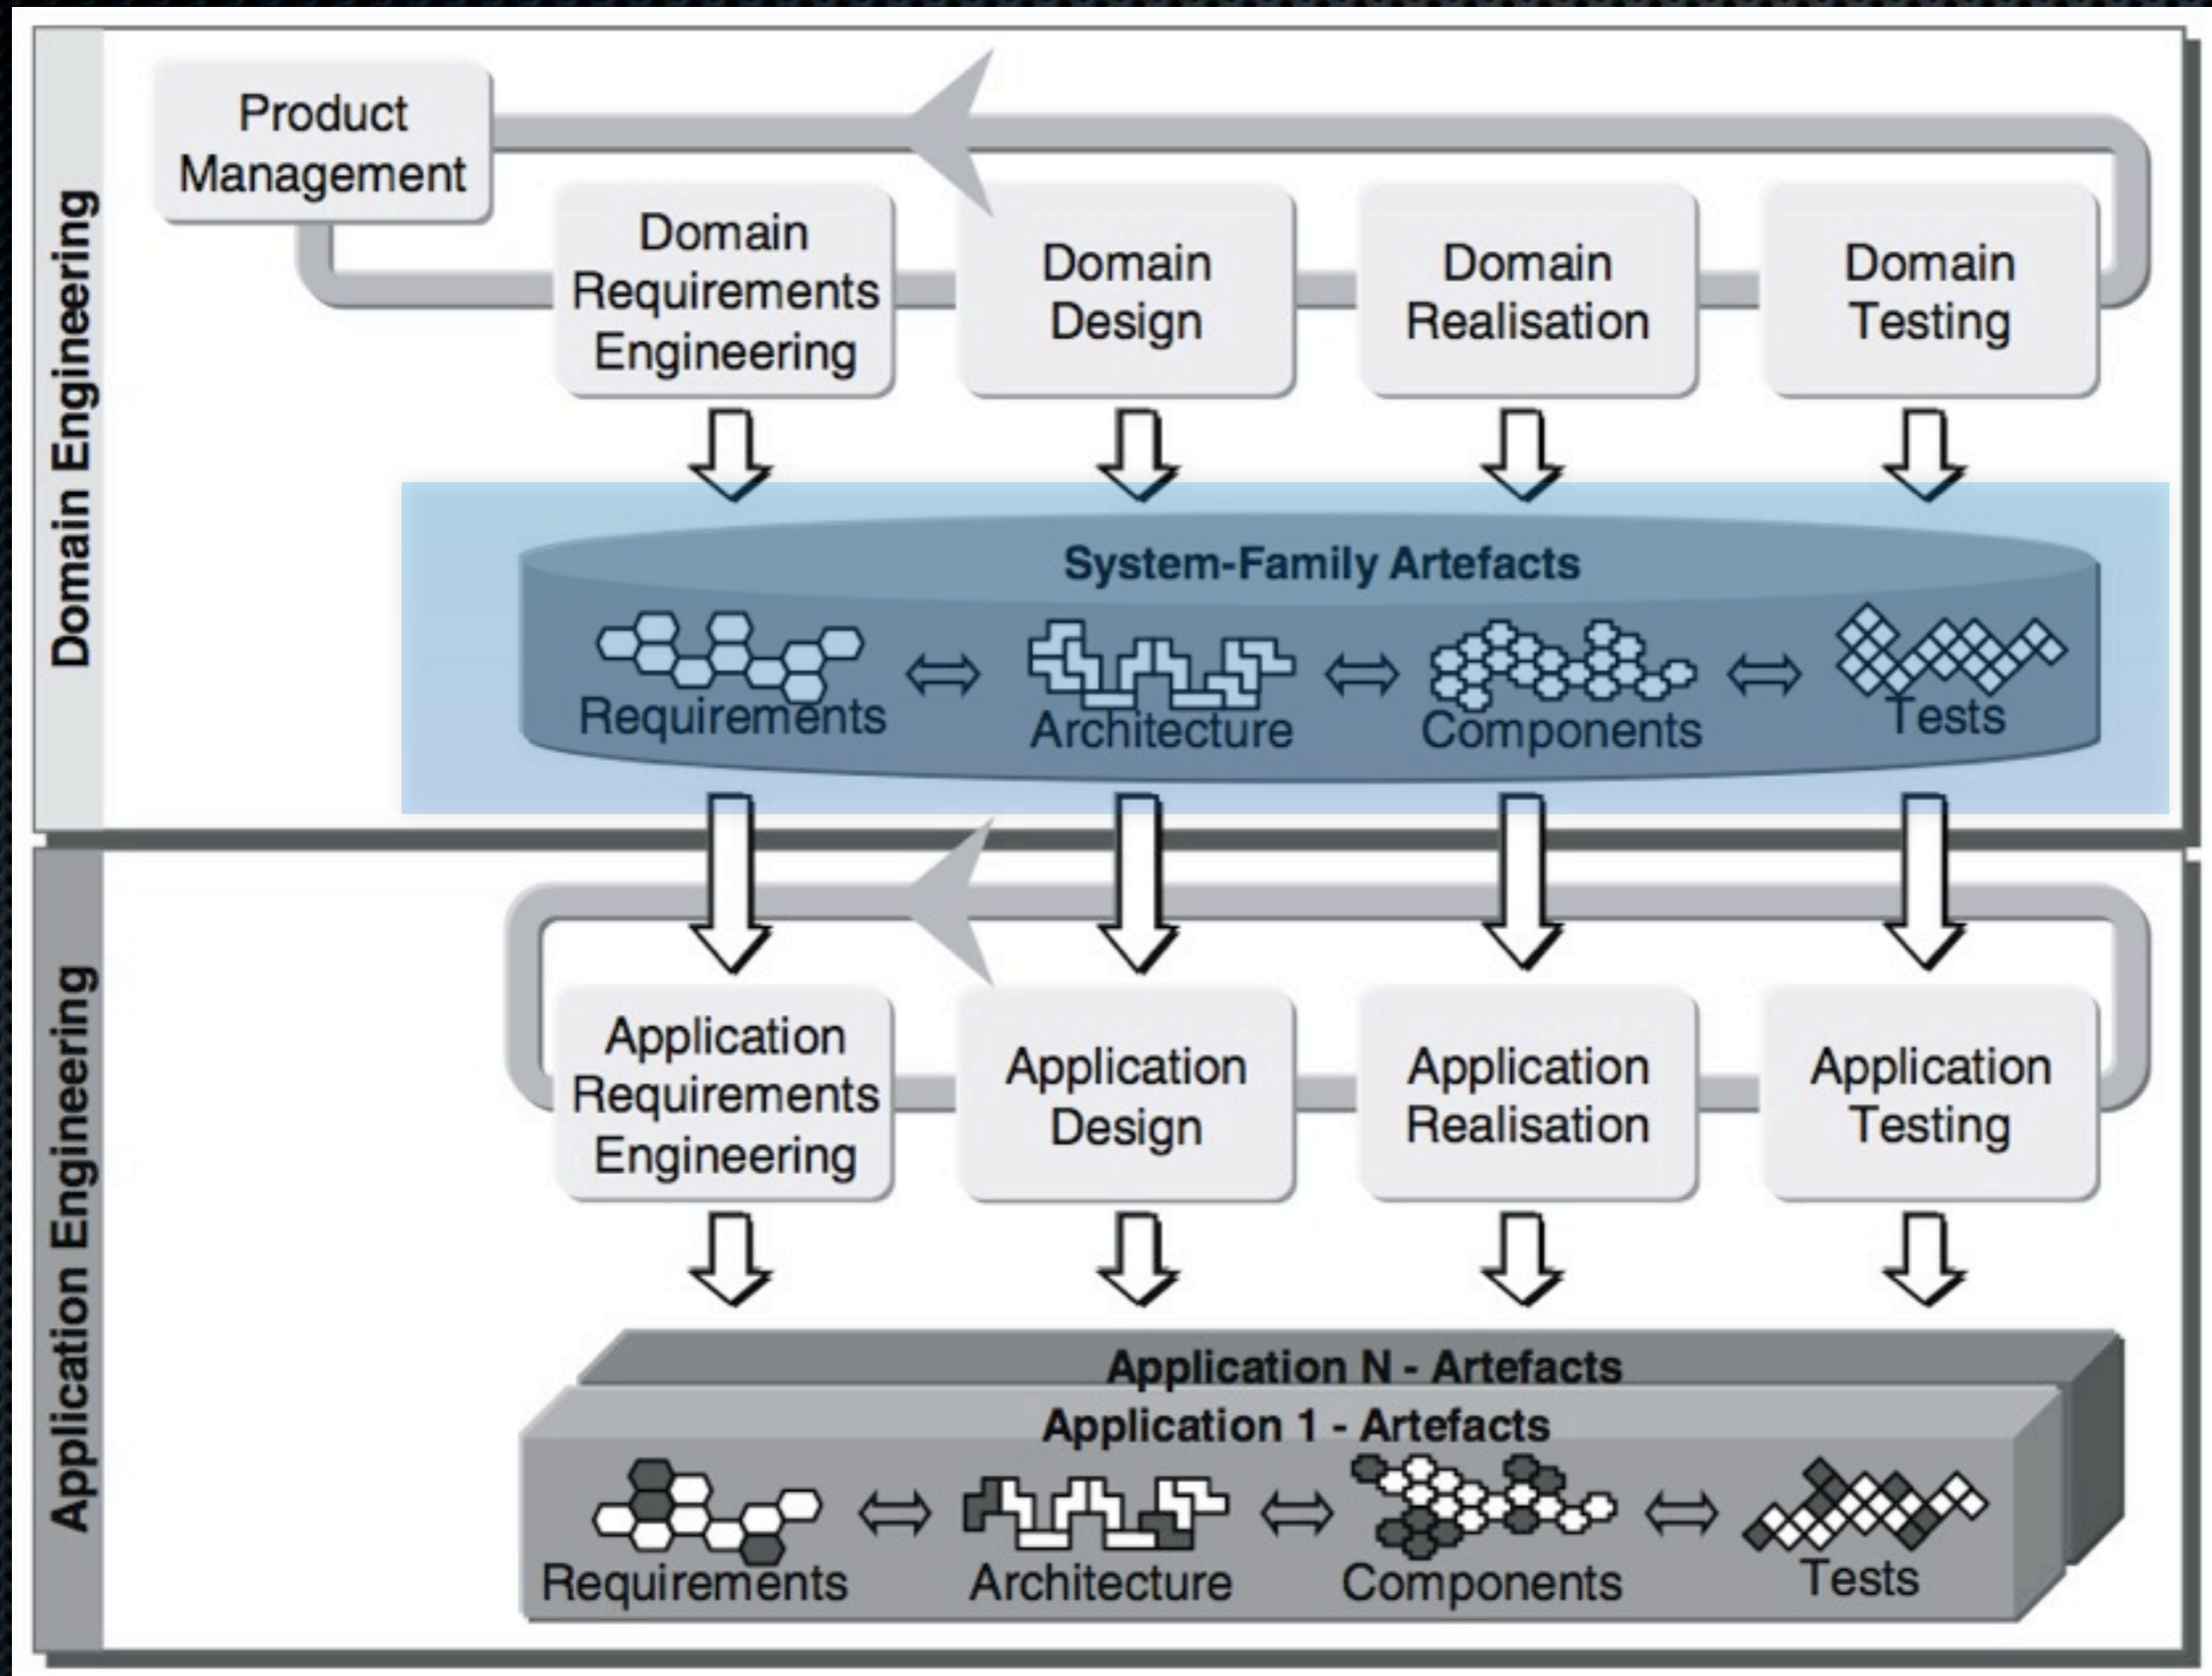 Domain Engineering
Product
Management
Domain
Requirements
Engineering
Domain
Design
Domain
Realisation
Domain
Testing
System-Family Artefacts
Requirements
Architecture
Components
Tests
Application Engineering
Application
Requirements
Engineering
Application
Design
Application
Realisation
Application
Testing
Application N - Artefacts
Application 1 - Artefacts
Requirements
Architecture
Components
Tests